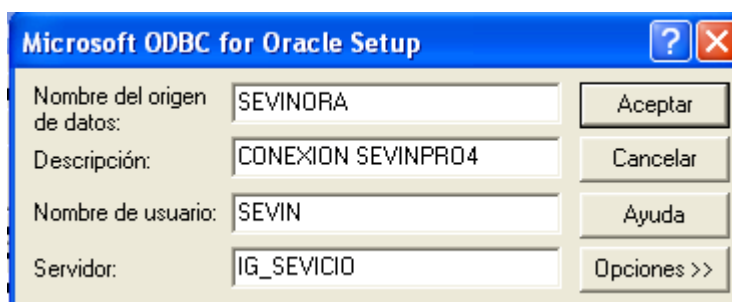 Microsoft ODBC for Oracle Setup
Nombre del origen de datos:
SEVINORA
Aceptar
Descripción:
CONEXION SEVINPRO4
Cancelar
Nombre de usuario:
SEVIN
Ayuda
Servidor:
IG_SEVICIO
Opciones >>